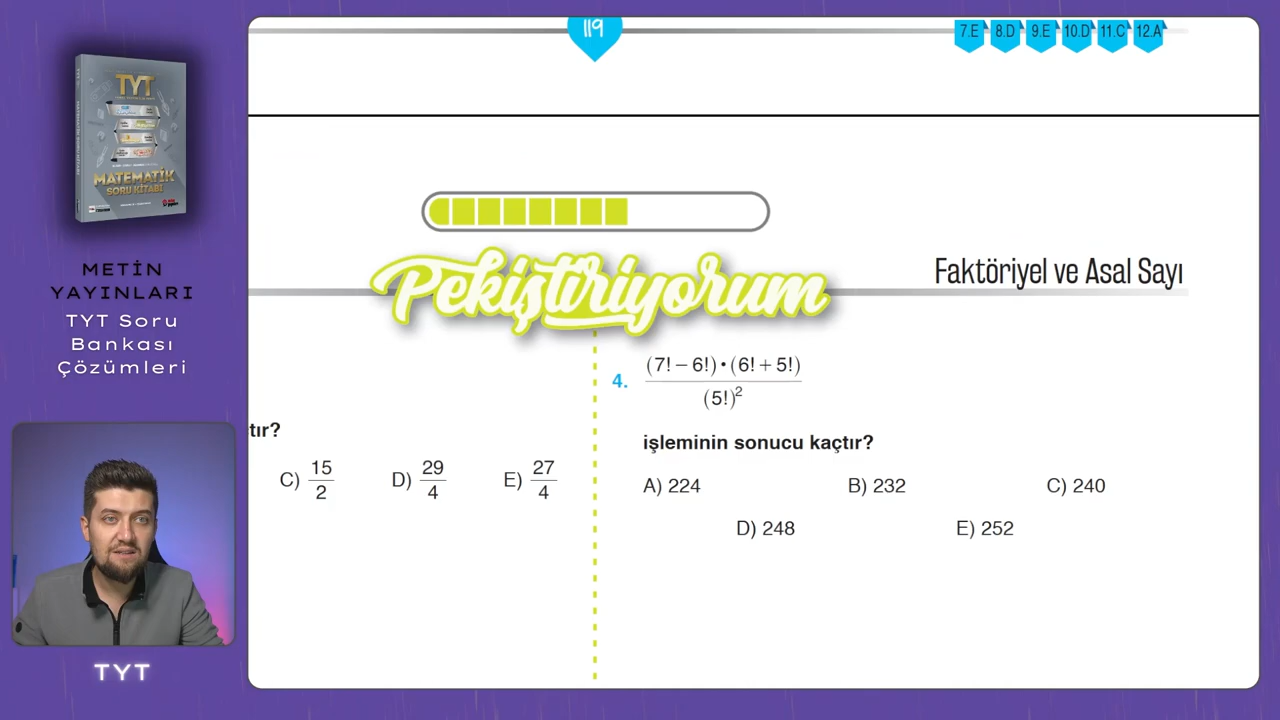 119
7.E 8.D 9.E 10.D 11.C 12.A
TYT
MATEMATİK
SORU KİTABI
METİN
YAYINLARI
TYT Soru
Bankası
Çözümleri
TYT
Pekiştiriyorum
Faktöriyel ve Asal Sayı
tır?
C) 15/2 D) 29/4 E) 27/4
4. (7! − 6!) • (6! + 5!) / (5!)²
işleminin sonucu kaçtır?
A) 224 B) 232 C) 240
D) 248 E) 252